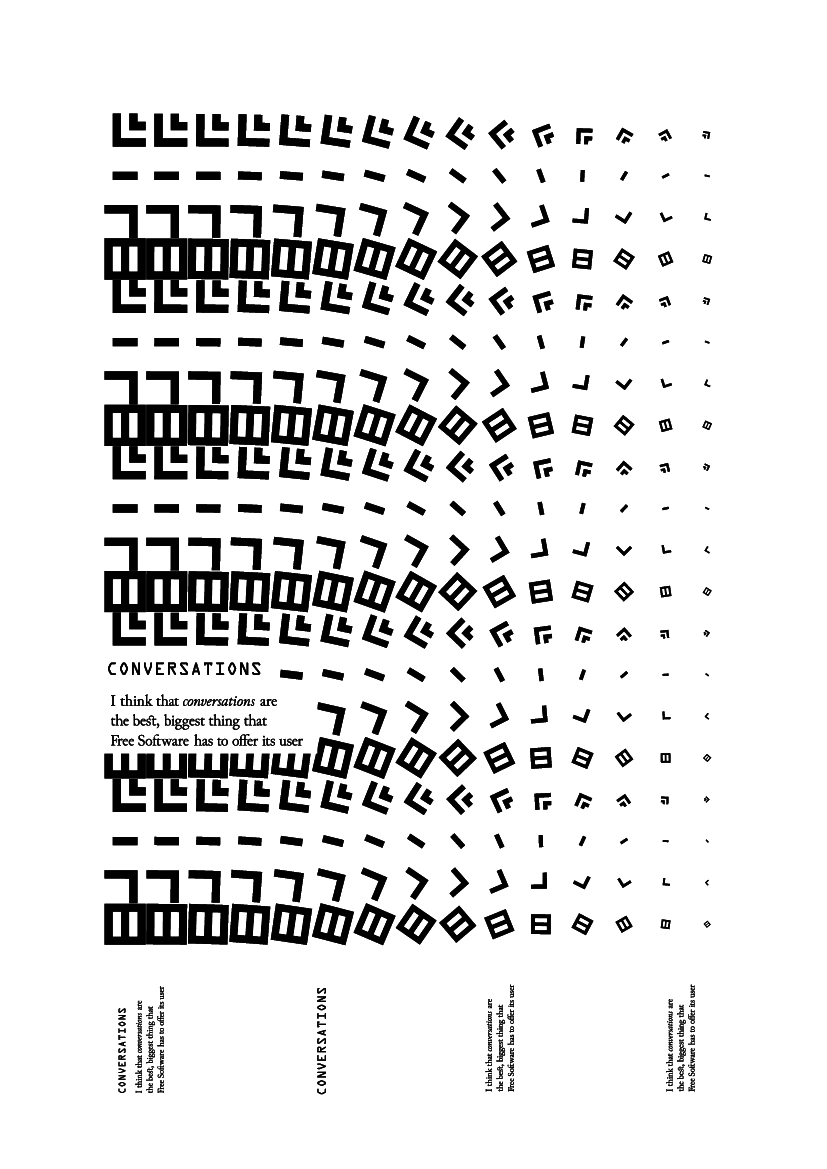 CONVERSATIONS
I think that conversations are
the best, biggest thing that
Free Software has to offer its user
CONVERSATIONS
I think that conversations are
the best, biggest thing that
Free Software has to offer its user
CONVERSATIONS
I think that conversations are
the best, biggest thing that
Free Software has to offer its user
I think that conversations are
the best, biggest thing that
Free Software has to offer its user